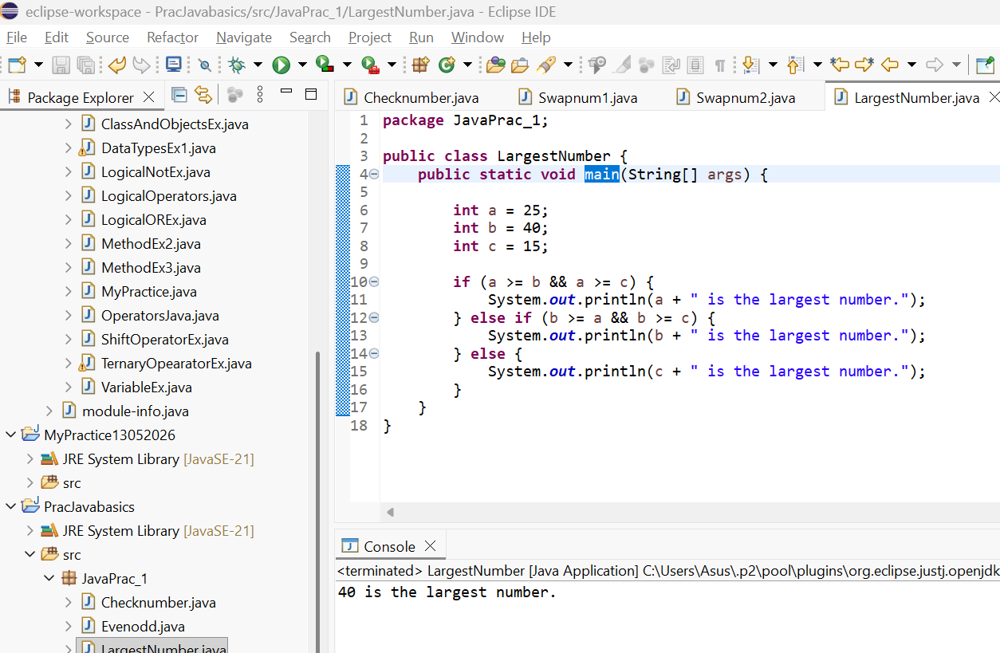 eclipse-workspace - PracJavabasics/src/JavaPrac_1/LargestNumber.java - Eclipse IDE
File Edit Source Refactor Navigate Search Project Run Window Help
Package Explorer
ClassAndObjectsEx.java
DataTypesEx1.java
LogicalNotEx.java
LogicalOperators.java
LogicalOREx.java
MethodEx2.java
MethodEx3.java
MyPractice.java
OperatorsJava.java
ShiftOperatorEx.java
TernaryOpearatorEx.java
VariableEx.java
module-info.java
MyPractice13052026
JRE System Library [JavaSE-21]
src
PracJavabasics
JRE System Library [JavaSE-21]
src
JavaPrac_1
Checknumber.java
Evenodd.java
LargestNumber.java
Checknumber.java Swapnum1.java Swapnum2.java LargestNumber.java
1 package JavaPrac_1;
2
3 public class LargestNumber {
4     public static void main(String[] args) {
5
6         int a = 25;
7         int b = 40;
8         int c = 15;
9
10         if (a >= b && a >= c) {
11             System.out.println(a + " is the largest number.");
12         } else if (b >= a && b >= c) {
13             System.out.println(b + " is the largest number.");
14         } else {
15             System.out.println(c + " is the largest number.");
16         }
17     }
18 }
Console
<terminated> LargestNumber [Java Application] C:\Users\Asus\.p2\pool\plugins\org.eclipse.justj.openjdk
40 is the largest number.